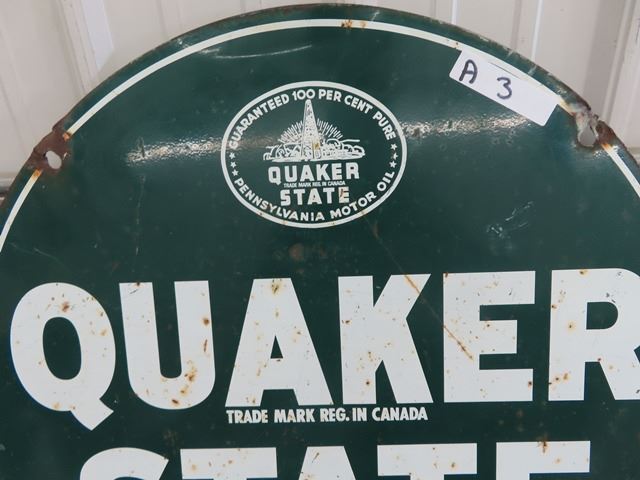 A 3
GUARANTEED 100 PER CENT PURE
QUAKER
TRADE MARK REG. IN CANADA
STATE
PENNSYLVANIA MOTOR OIL
QUAKER
TRADE MARK REG. IN CANADA
STATE